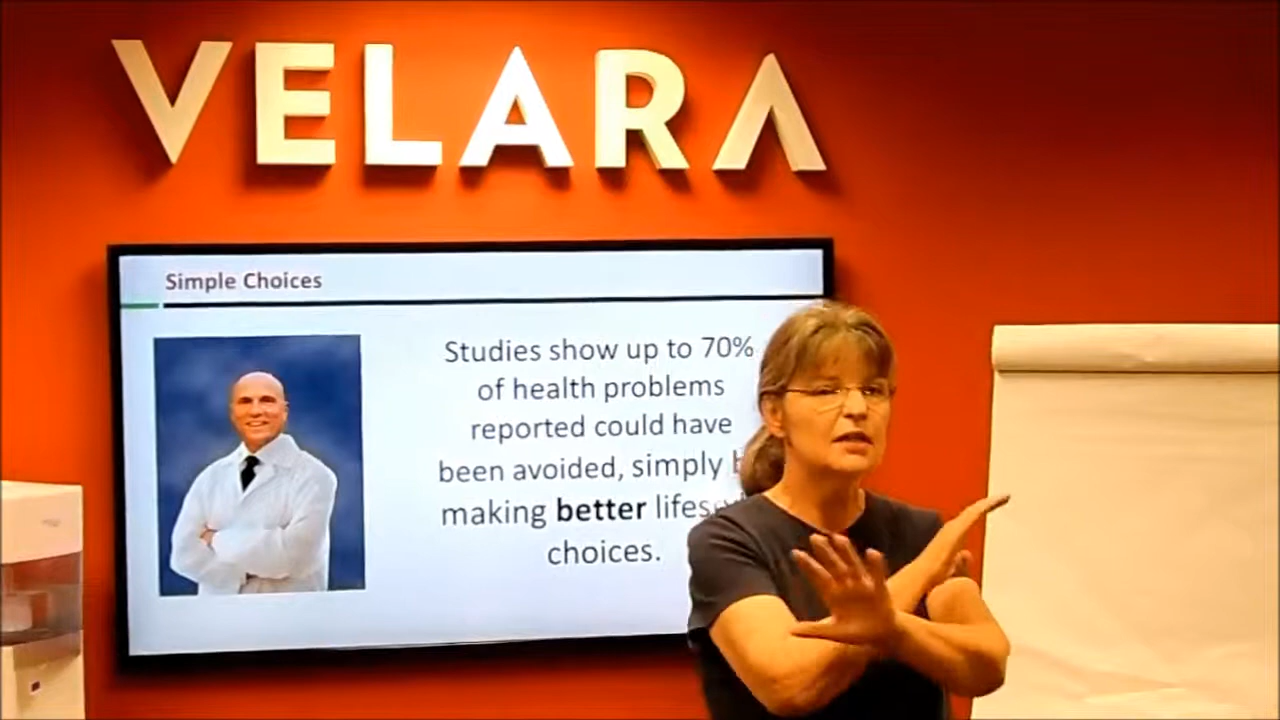 VELARA
Simple Choices
Studies show up to 70%
of health problems
reported could have
been avoided, simply
making better
choices.